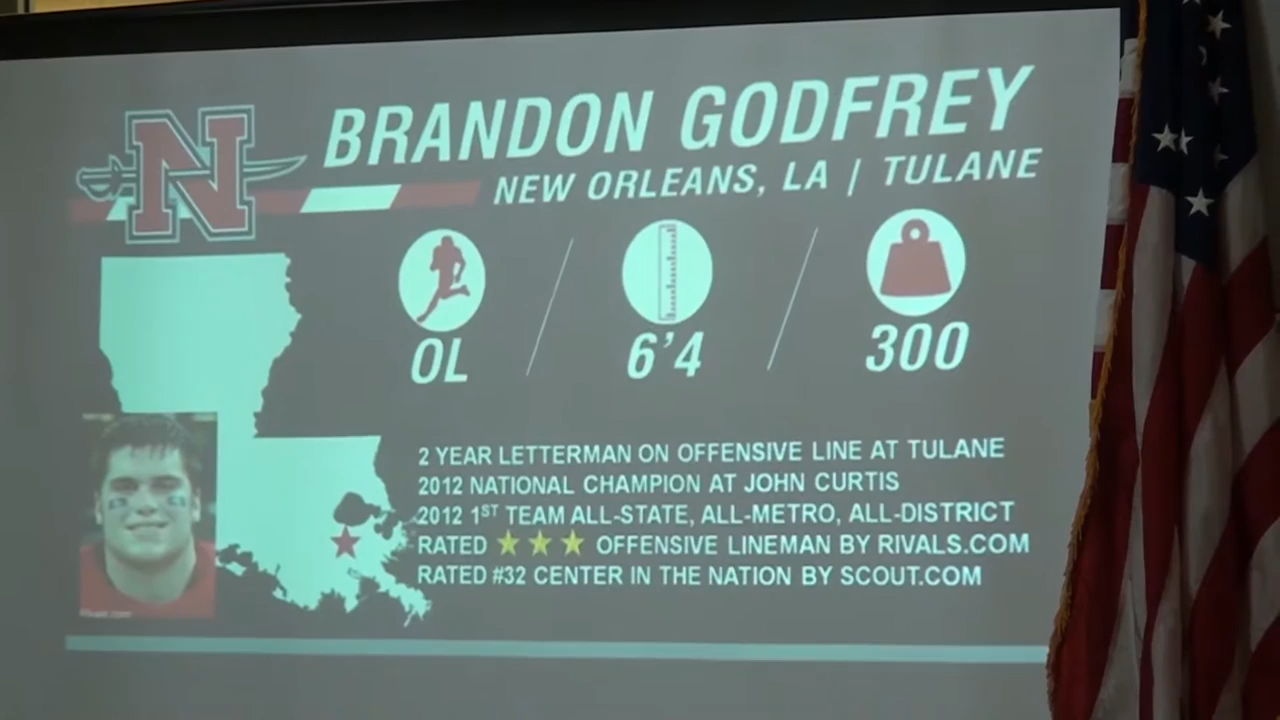 N
BRANDON GODFREY
NEW ORLEANS, LA | TULANE
OL
6'4
300
2 YEAR LETTERMAN ON OFFENSIVE LINE AT TULANE
2012 NATIONAL CHAMPION AT JOHN CURTIS
2012 1ST TEAM ALL-STATE, ALL-METRO, ALL-DISTRICT
RATED ★★★ OFFENSIVE LINEMAN BY RIVALS.COM
RATED #32 CENTER IN THE NATION BY SCOUT.COM